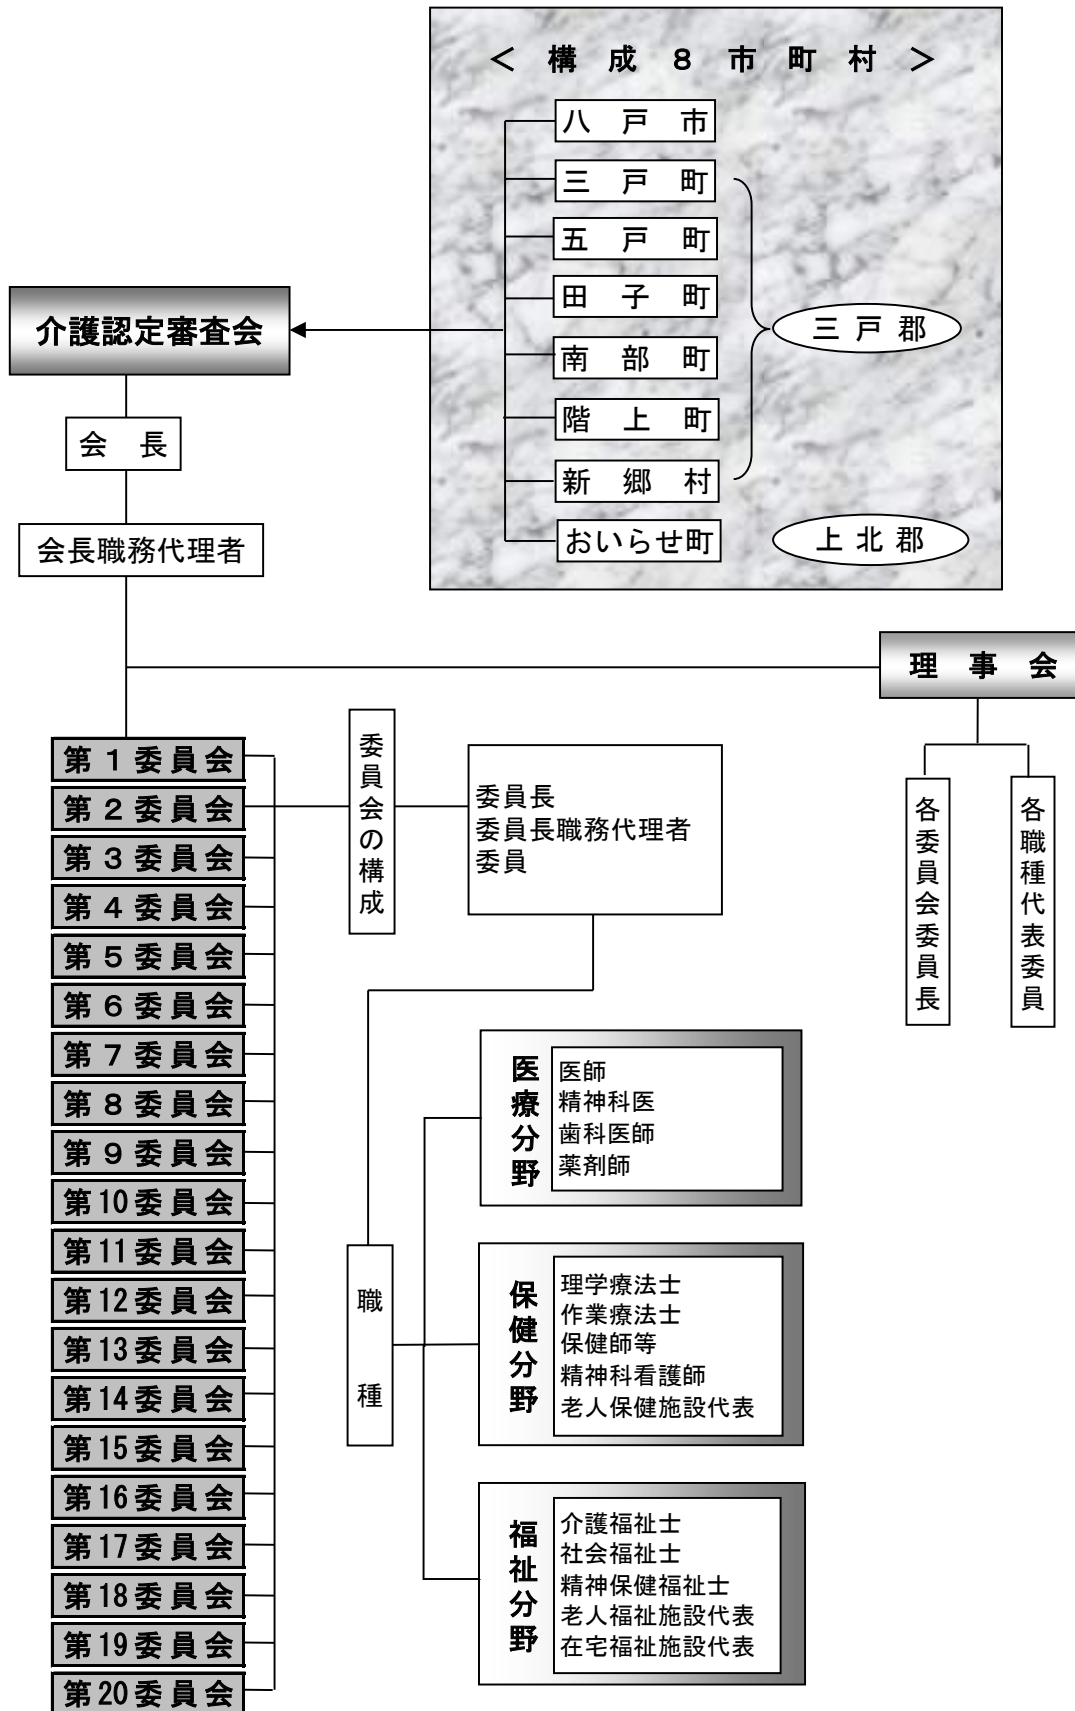 ＜ 構 成 ８ 市 町 村 ＞
八 戸 市
三 戸 町
五 戸 町
田 子 町
南 部 町
階 上 町
新 郷 村
おいらせ町
三 戸 郡
上 北 郡
介護認定審査会
会 長
会長職務代理者
理 事 会
各委員会委員長
各職種代表委員
第１委員会
第２委員会
第３委員会
第４委員会
第５委員会
第６委員会
第７委員会
第８委員会
第９委員会
第10委員会
第11委員会
第12委員会
第13委員会
第14委員会
第15委員会
第16委員会
第17委員会
第18委員会
第19委員会
第20委員会
委員会の構成
委員長
委員長職務代理者
委員
職 種
医療分野
医師
精神科医
歯科医師
薬剤師
保健分野
理学療法士
作業療法士
保健師等
精神科看護師
老人保健施設代表
福祉分野
介護福祉士
社会福祉士
精神保健福祉士
老人福祉施設代表
在宅福祉施設代表